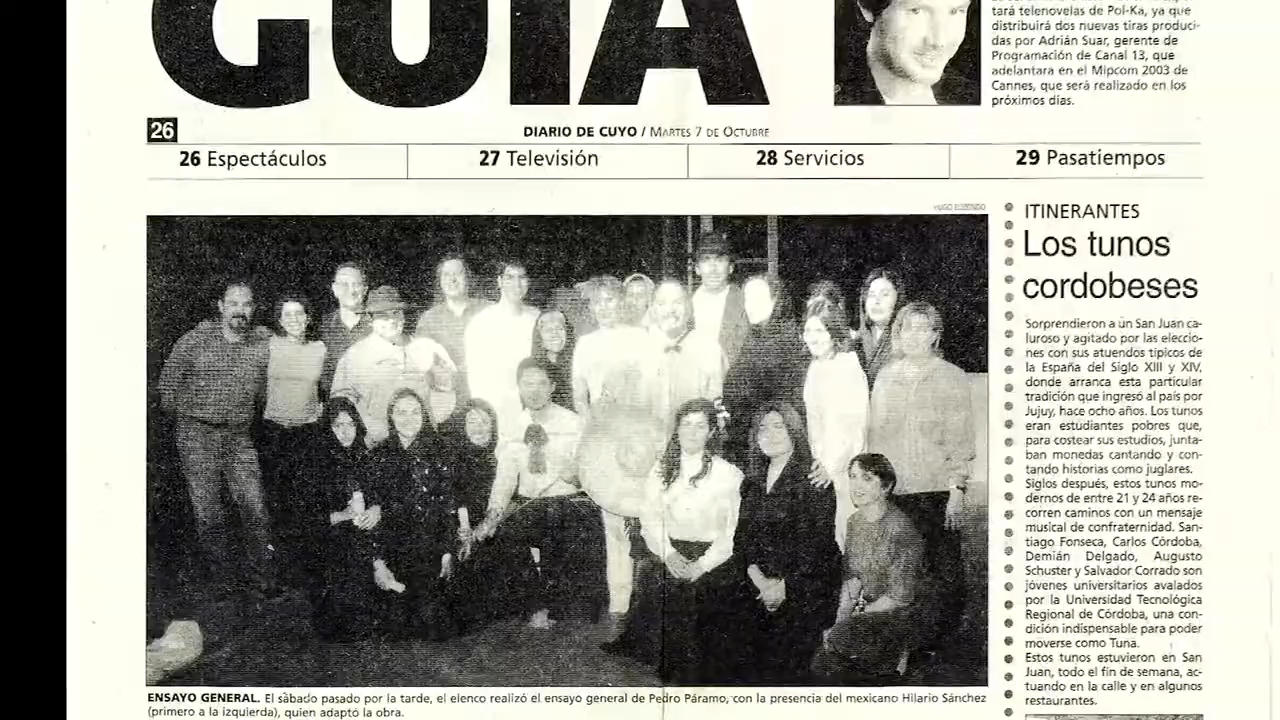 GUIA
tará telenovelas de Pol-Ka, ya que
distribuirá dos nuevas tiras produci-
das por Adrián Suar, gerente de
Programación de Canal 13, que
adelantara en el Mipcom 2003 de
Cannes, que será realizado en los
próximos días.
26
DIARIO DE CUYO / MARTES 7 DE OCTUBRE
26 Espectáculos
27 Televisión
28 Servicios
29 Pasatiempos
ITINERANTES
Los tunos
cordobeses
Sorprendieron a un San Juan ca-
luroso y agitado por las eleccio-
nes con sus atuendos típicos de
la España del Siglo XIII y XIV,
donde arranca esta particular
tradición que ingresó al país por
Jujuy, hace ocho años. Los tunos
eran estudiantes pobres que,
para costear sus estudios, junta-
ban monedas cantando y con-
tando historias como juglares.
Siglos después, estos tunos mo-
dernos de entre 21 y 24 años re-
corren caminos con un mensaje
musical de confraternidad. San-
tiago Fonseca, Carlos Córdoba,
Demián Delgado, Augusto
Schuster y Salvador Corrado son
jóvenes universitarios avalados
por la Universidad Tecnológica
Regional de Córdoba, una con-
dición indispensable para poder
moverse como Tuna.
Estos tunos estuvieron en San
Juan, todo el fin de semana, ac-
tuando en la calle y en algunos
restaurantes.
ENSAYO GENERAL. El sábado pasado por la tarde, el elenco realizó el ensayo general de Pedro Páramo, con la presencia del mexicano Hilario Sánchez
(primero a la izquierda), quien adaptó la obra.